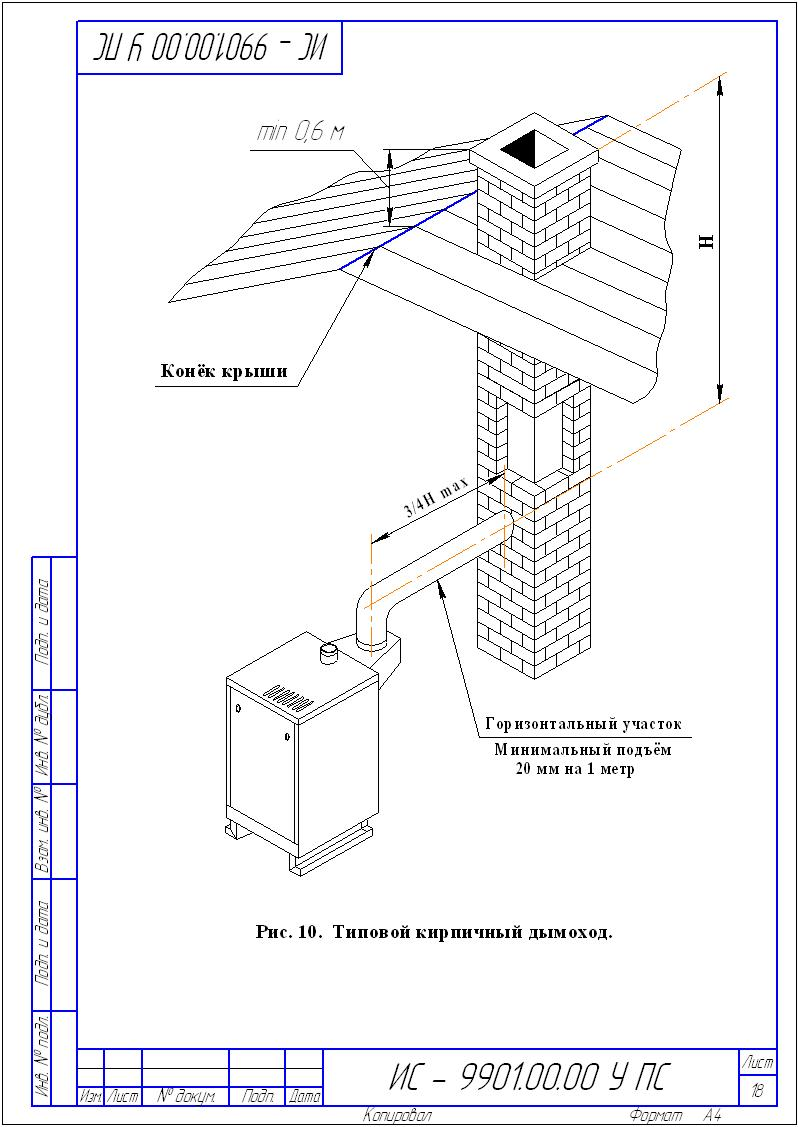 ИС - 9901.00.00 У ПС
min 0,6 м
H
Конёк крыши
3/4H max
Горизонтальный участок
Минимальный подъём
20 мм на 1 метр
Рис. 10. Типовой кирпичный дымоход.
Подп. и дата
Инв. № дубл.
Взам. инв. №
Подп. и дата
Инв. № подл.
Изм. Лист № докум. Подп. Дата
ИС - 9901.00.00 У ПС
Лист
18
Копировал
Формат А4